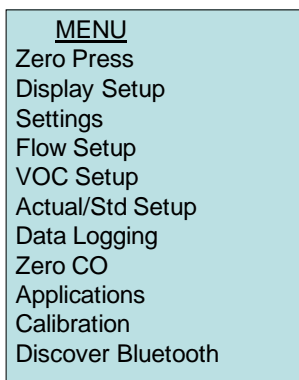 MENU
Zero Press
Display Setup
Settings
Flow Setup
VOC Setup
Actual/Std Setup
Data Logging
Zero CO
Applications
Calibration
Discover Bluetooth